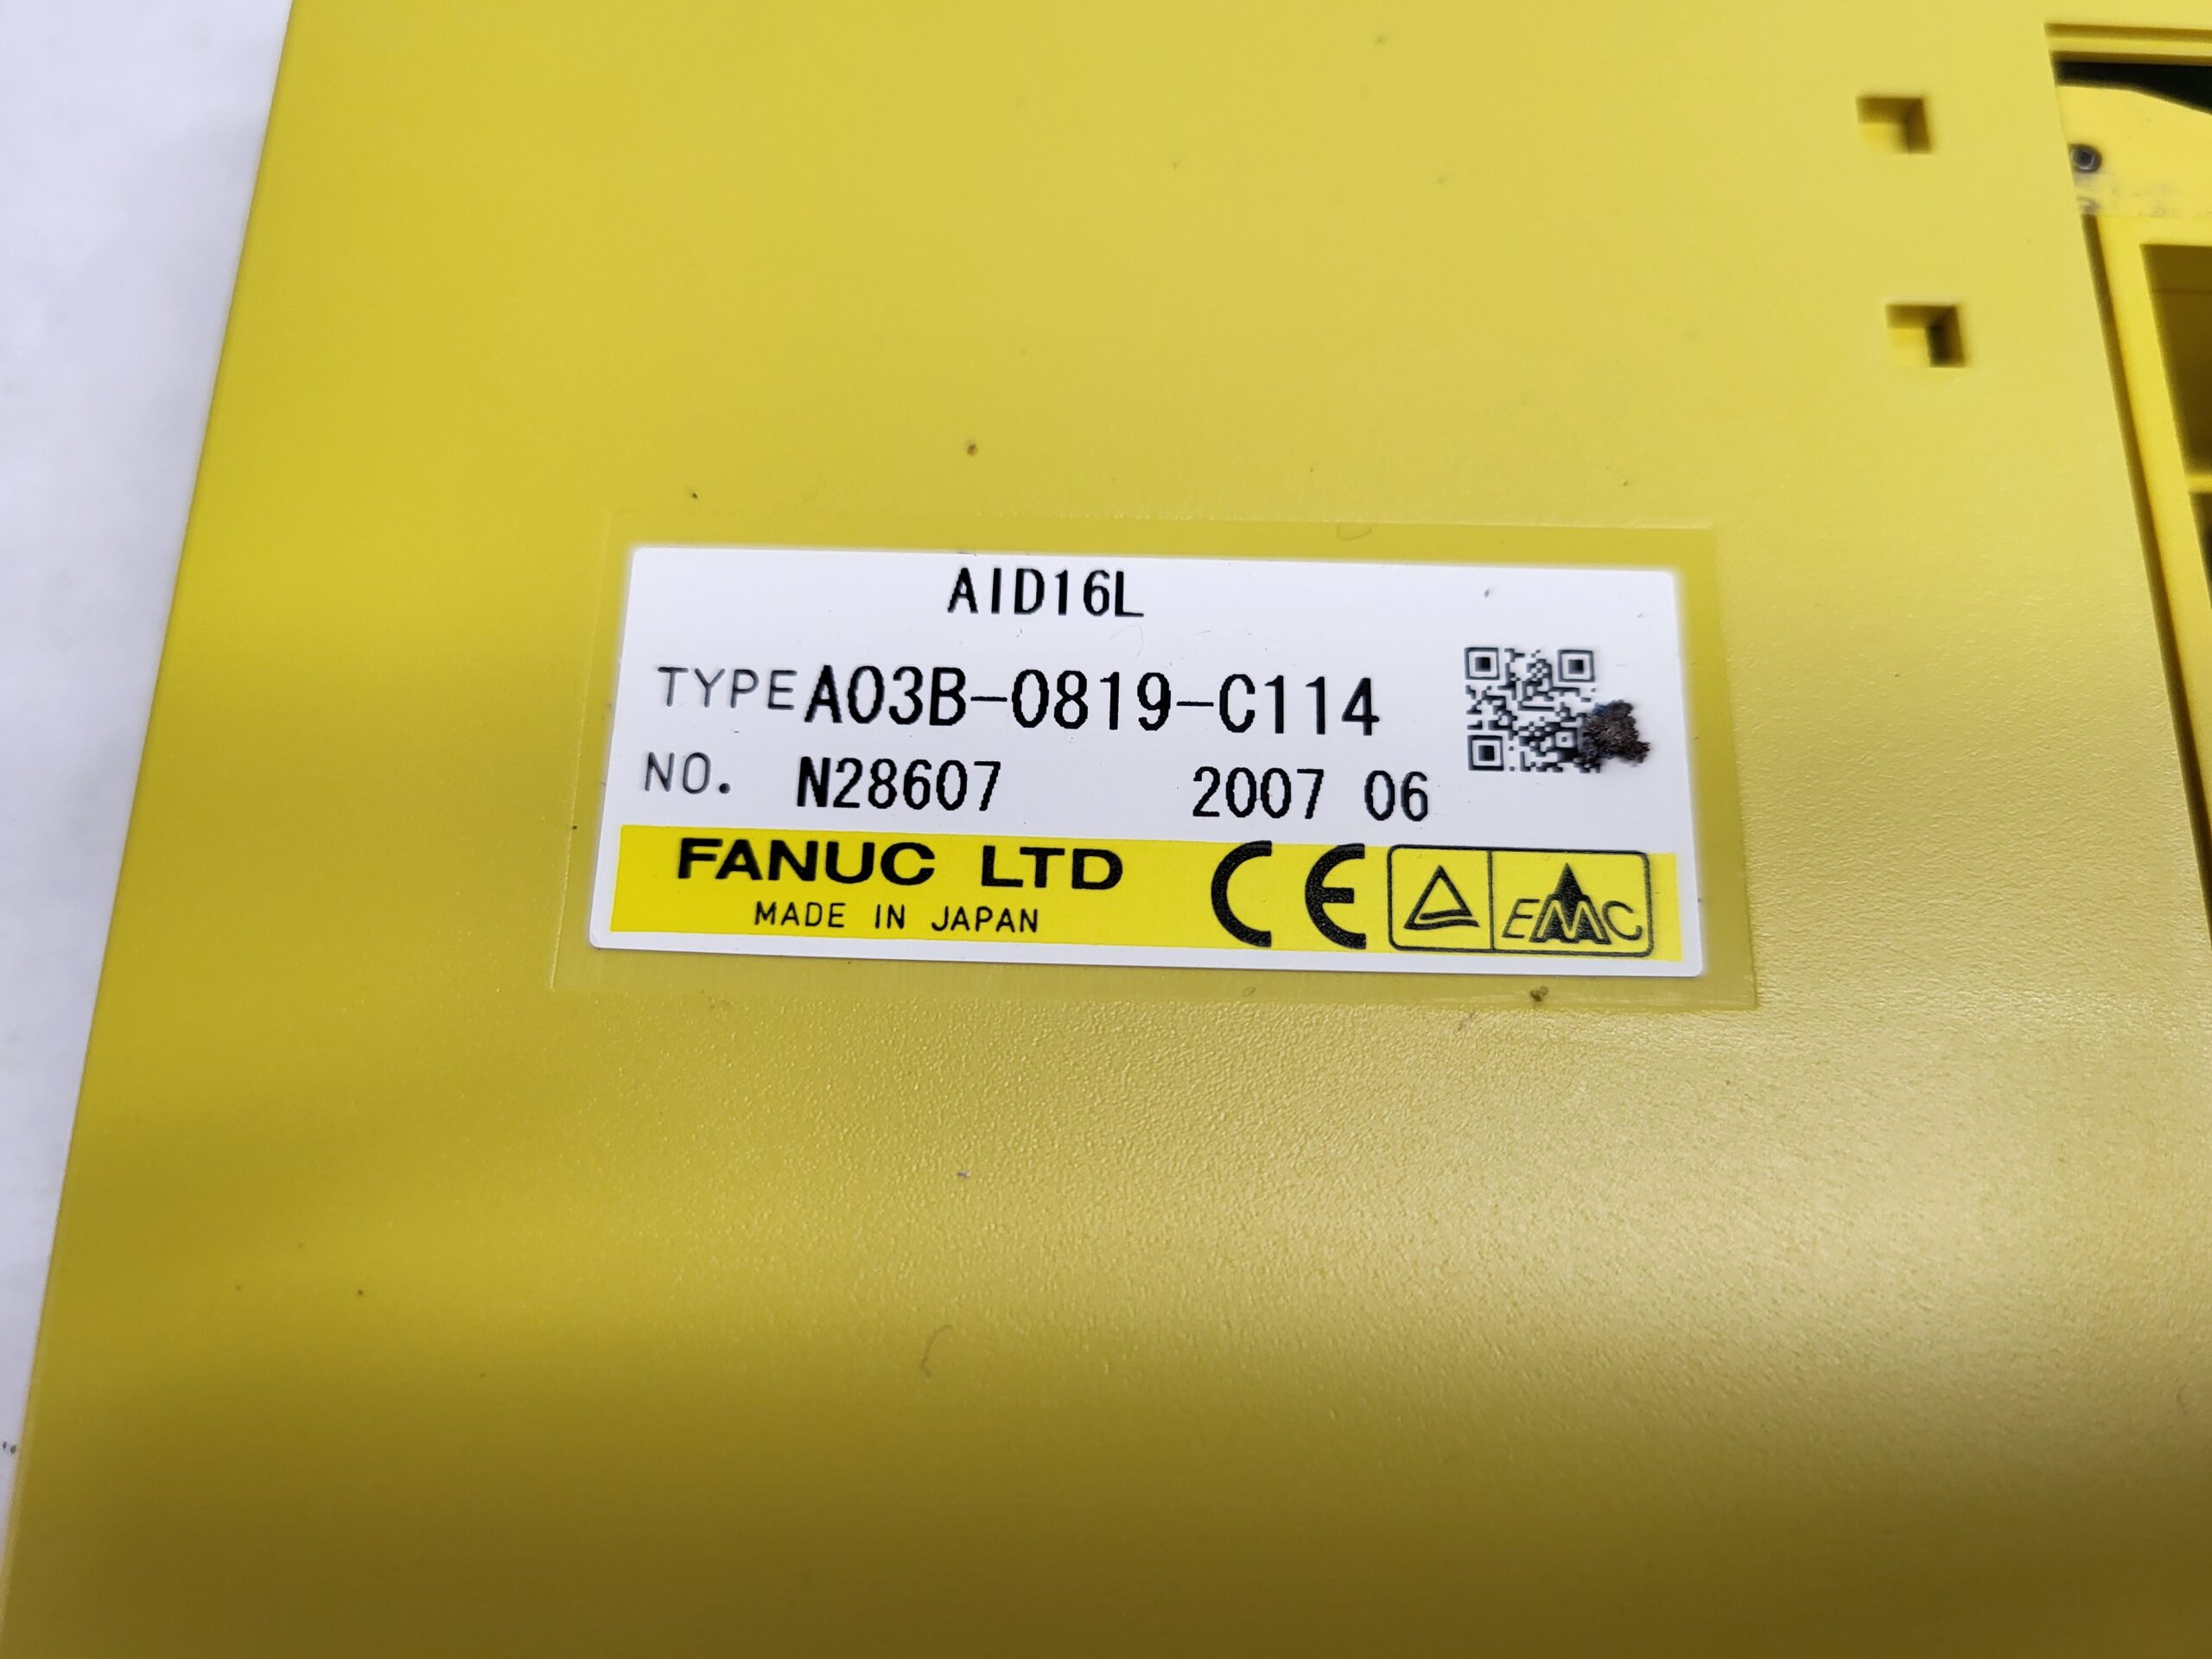 AID16L
TYPE A03B-0819-C114
NO. N28607 2007 06
FANUC LTD CE EMC
MADE IN JAPAN